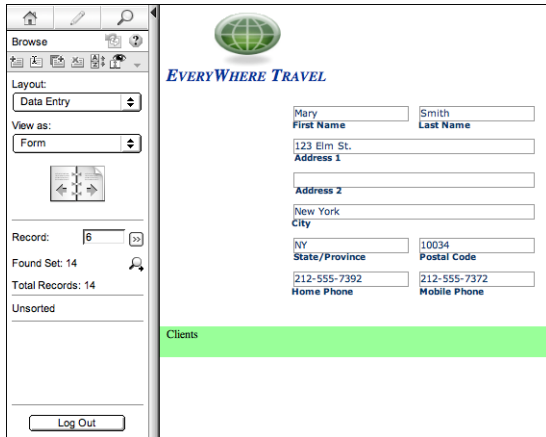 Browse
Layout:
Data Entry
View as:
Form
Record: 6
Found Set: 14
Total Records: 14
Unsorted
Log Out
EVERYWHERE TRAVEL
Mary Smith
First Name Last Name
123 Elm St.
Address 1
Address 2
New York
City
NY 10034
State/Province Postal Code
212-555-7392 212-555-7372
Home Phone Mobile Phone
Clients